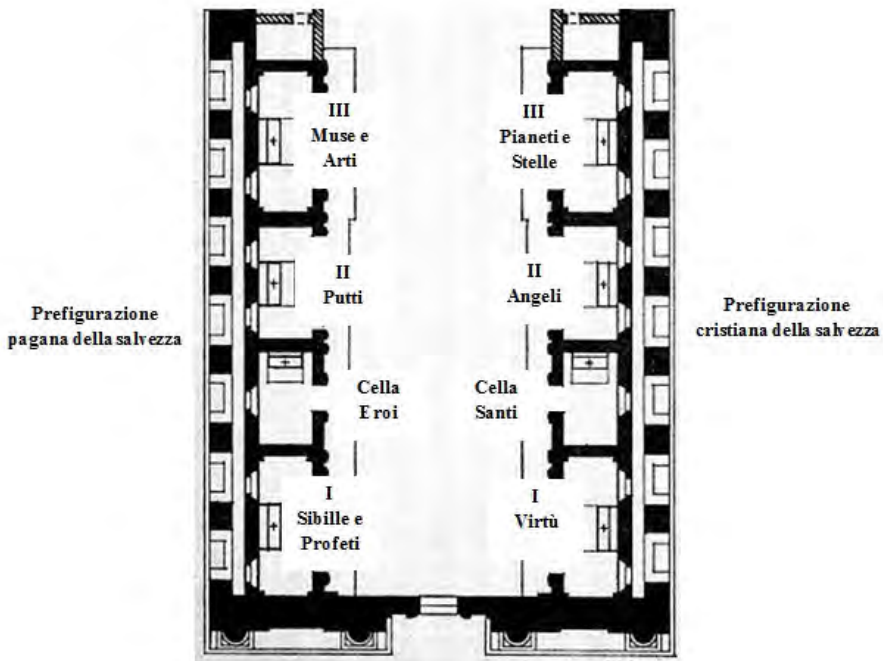 III
Muse e
Arti
III
Pianeti e
Stelle
II
Putti
II
Angeli
Prefigurazione
pagana della salvezza
Prefigurazione
cristiana della salvezza
Cella
Eroi
Cella
Santi
I
Sibille e
Profeti
I
Virtù